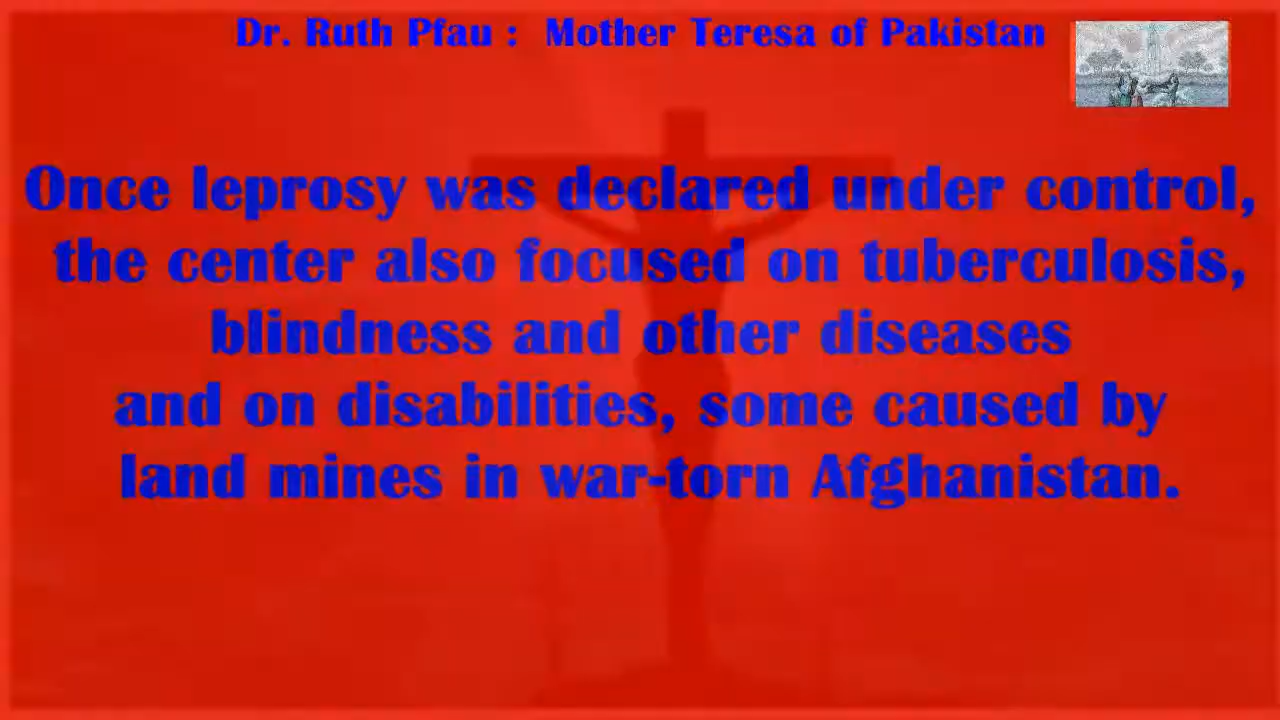 Dr. Ruth Pfau : Mother Teresa of Pakistan
Once leprosy was declared under control,
the center also focused on tuberculosis,
blindness and other diseases
and on disabilities, some caused by
land mines in war-torn Afghanistan.